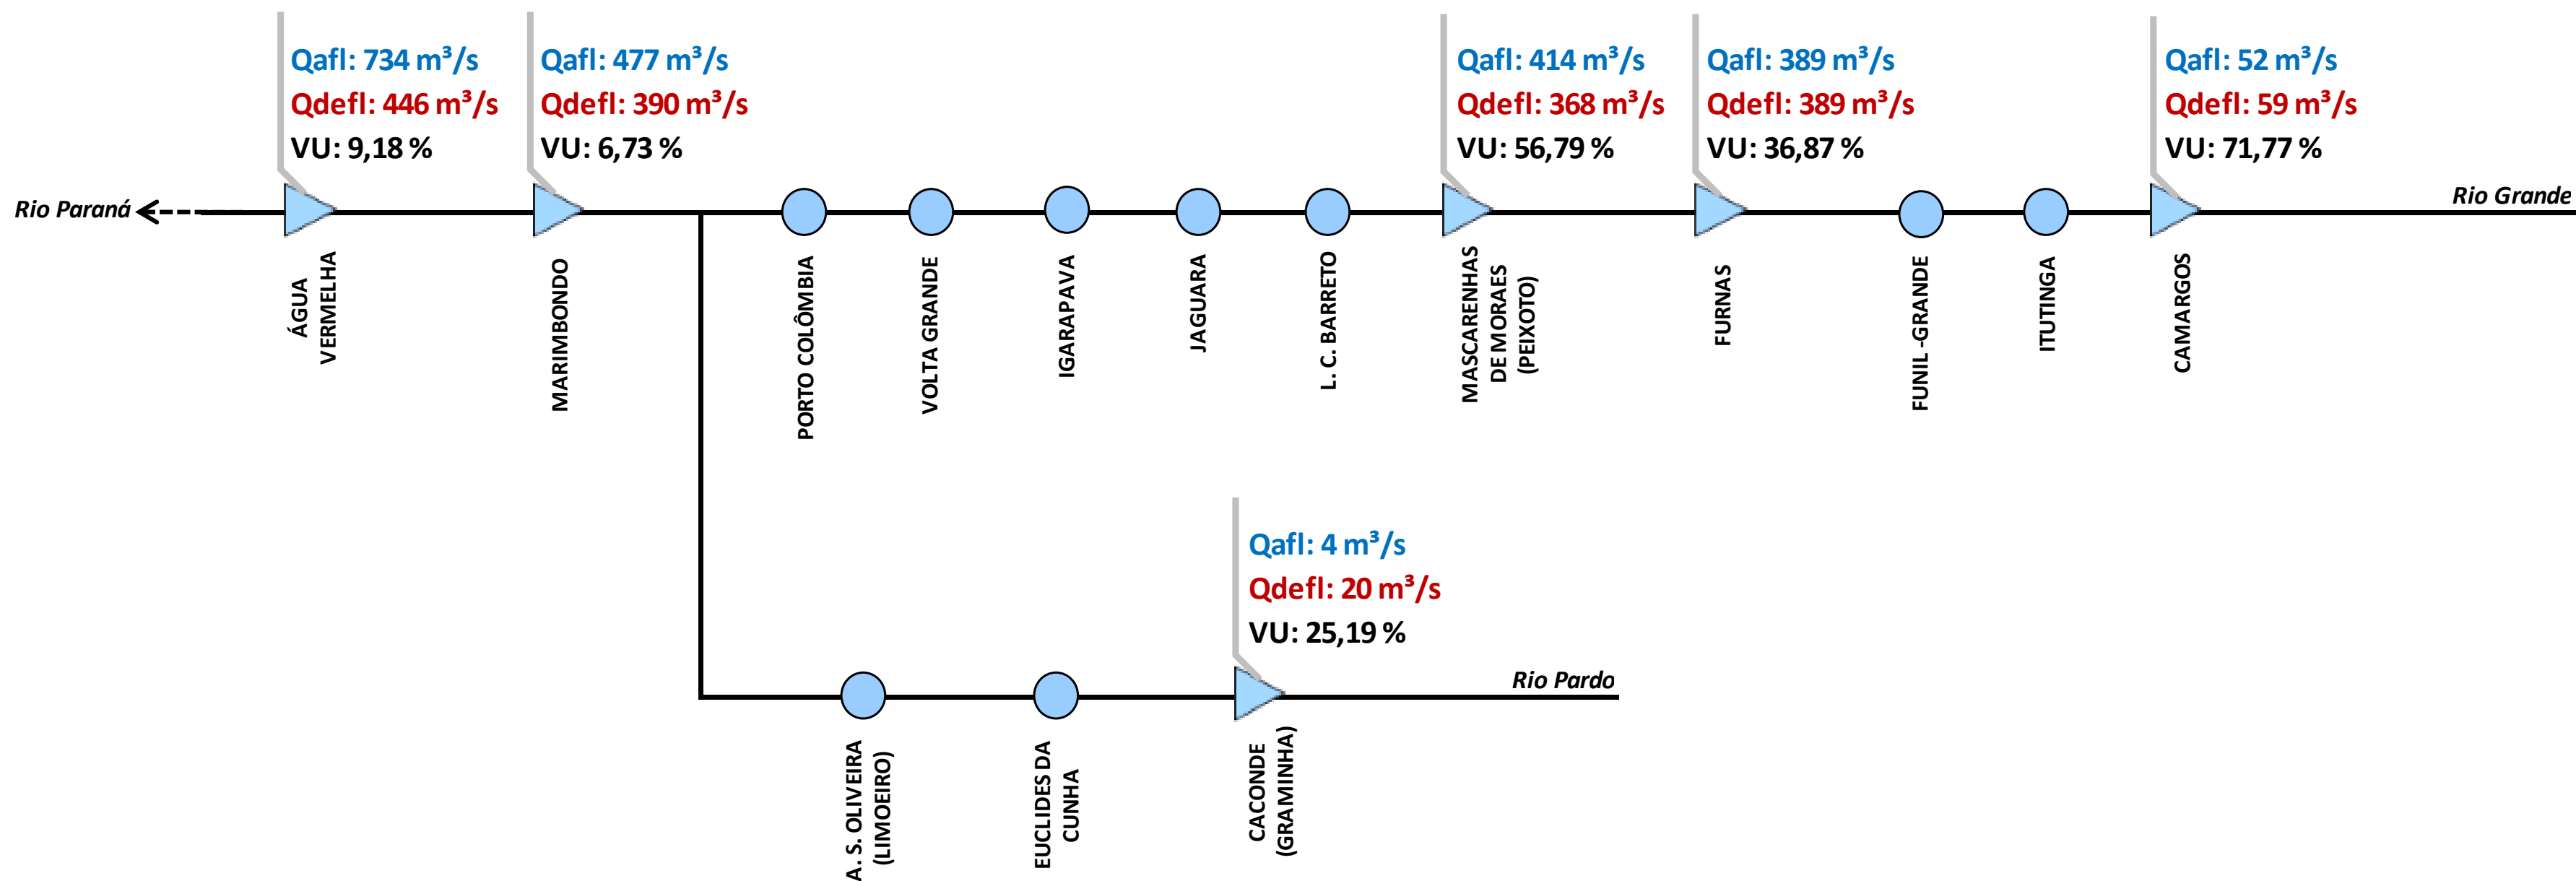 Qafl: 734 m³/s
Qdefl: 446 m³/s
VU: 9,18 %
Qafl: 477 m³/s
Qdefl: 390 m³/s
VU: 6,73 %
Qafl: 414 m³/s
Qdefl: 368 m³/s
VU: 56,79 %
Qafl: 389 m³/s
Qdefl: 389 m³/s
VU: 36,87 %
Qafl: 52 m³/s
Qdefl: 59 m³/s
VU: 71,77 %
Rio Paraná
Rio Grande
ÁGUA
VERMELHA
MARIMBONDO
PORTO COLÔMBIA
VOLTA GRANDE
IGARAPAVA
JAGUARA
L. C. BARRETO
MASCARENHAS
DE MORAES
(PEIXOTO)
FURNAS
FUNIL -GRANDE
ITUTINGA
CAMARGOS
Qafl: 4 m³/s
Qdefl: 20 m³/s
VU: 25,19 %
Rio Pardo
A. S. OLIVEIRA
(LIMOEIRO)
EUCLIDES DA
CUNHA
CACONDE
(GRAMINHA)